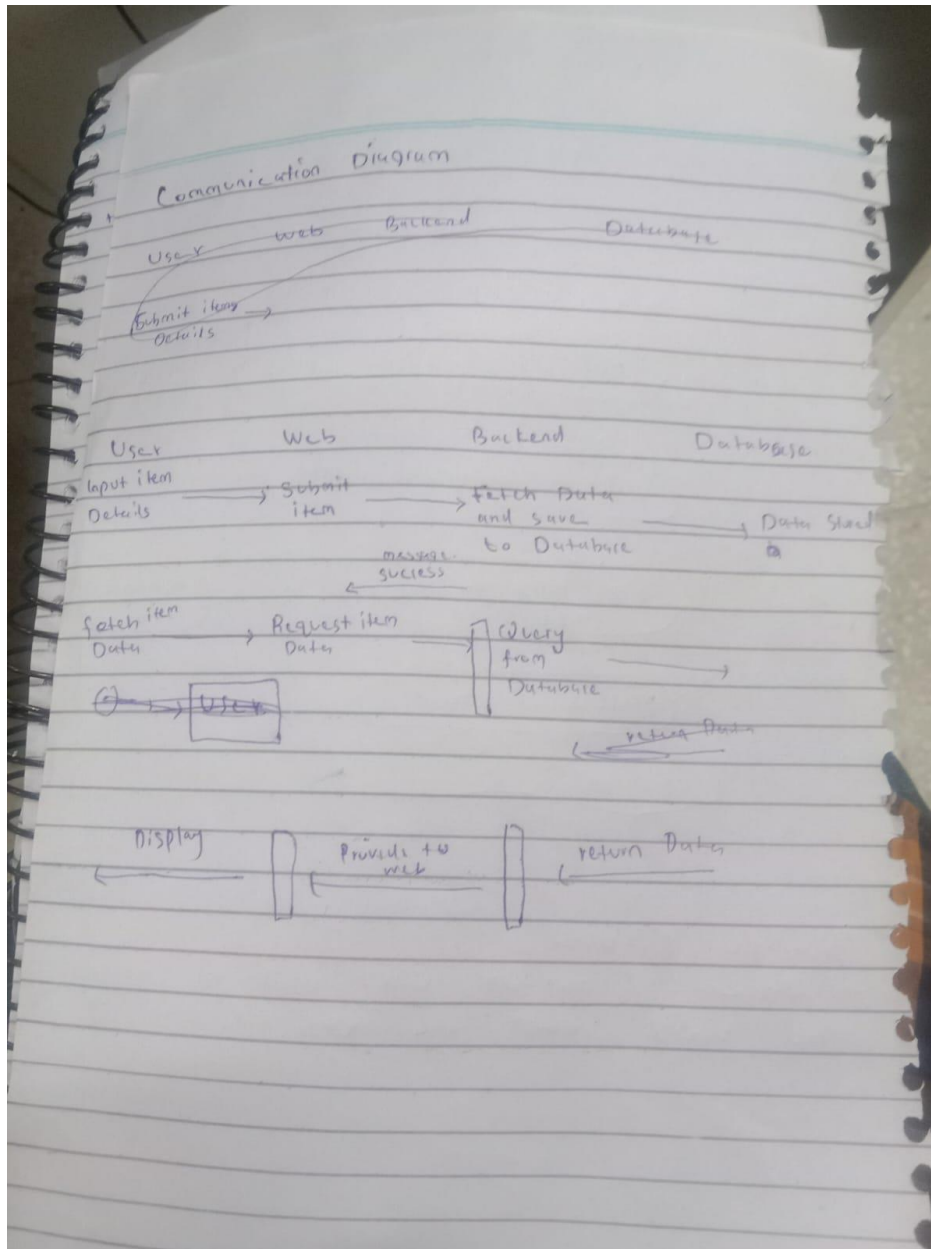 Communication Diagram
User Web Backend Database
Submit items
Details
User Web Backend Database
Input item
Details
Submit
item
Fetch Data
and save
to Database
Data Stored
message
success
fetch item
Data
Request item
Data
Query
from
Database
User
return Data
Display
Provide to
web
return Data